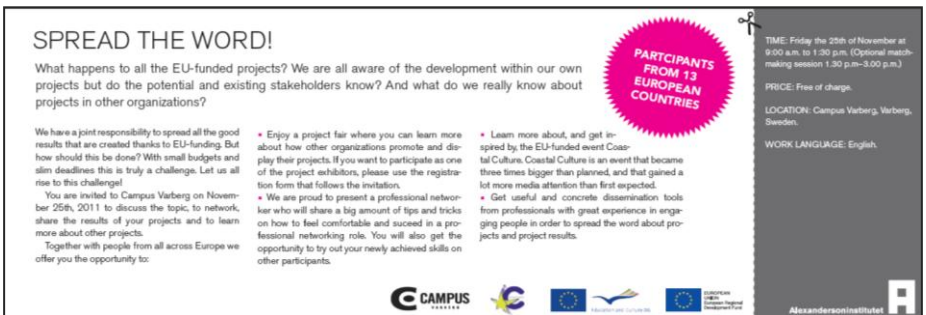 SPREAD THE WORD!
What happens to all the EU-funded projects? We are all aware of the development within our own
projects but do the potential and existing stakeholders know? And what do we really know about
projects in other organizations?
We have a joint responsibility to spread all the good
results that are created thanks to EU-funding. But
how should this be done? With small budgets and
slim deadlines this is truly a challenge. Let us all
rise to this challenge!
You are invited to Campus Varberg on Novem-
ber 25th, 2011 to discuss the topic, to network,
share the results of your projects and to learn
more about other projects.
Together with people from all across Europe we
offer you the opportunity to:
• Enjoy a project fair where you can learn more
about how other organizations promote and dis-
play their projects. If you want to participate as one
of the project exhibitors, please use the registra-
tion form that follows the invitation.
• We are proud to present a professional networ-
ker who will share a big amount of tips and tricks
on how to feel comfortable and suceed in a pro-
fessional networking role. You will also get the
opportunity to try out your newly achieved skills on
other participants.
• Learn more about, and get in-
spired by, the EU-funded event Coas-
tal Culture. Coastal Culture is an event that became
three times bigger than planned, and that gained a
lot more media attention than first expected.
• Get useful and concrete dissemination tools
from professionals with great experience in enga-
ging people in order to spread the word about pro-
jects and project results.
PARTCIPANTS
FROM 13
EUROPEAN
COUNTRIES
TIME: Friday the 25th of November at
9:00 a.m. to 1:30 p.m. (Optional match-
making session 1.30 p.m–3.00 p.m.)
PRICE: Free of charge.
LOCATION: Campus Varberg, Varberg,
Sweden.
WORK LANGUAGE: English.
CAMPUS
VARBERG
EUROPEAN
UNION
European Regional
Development Fund
Alexandersoninstitutet